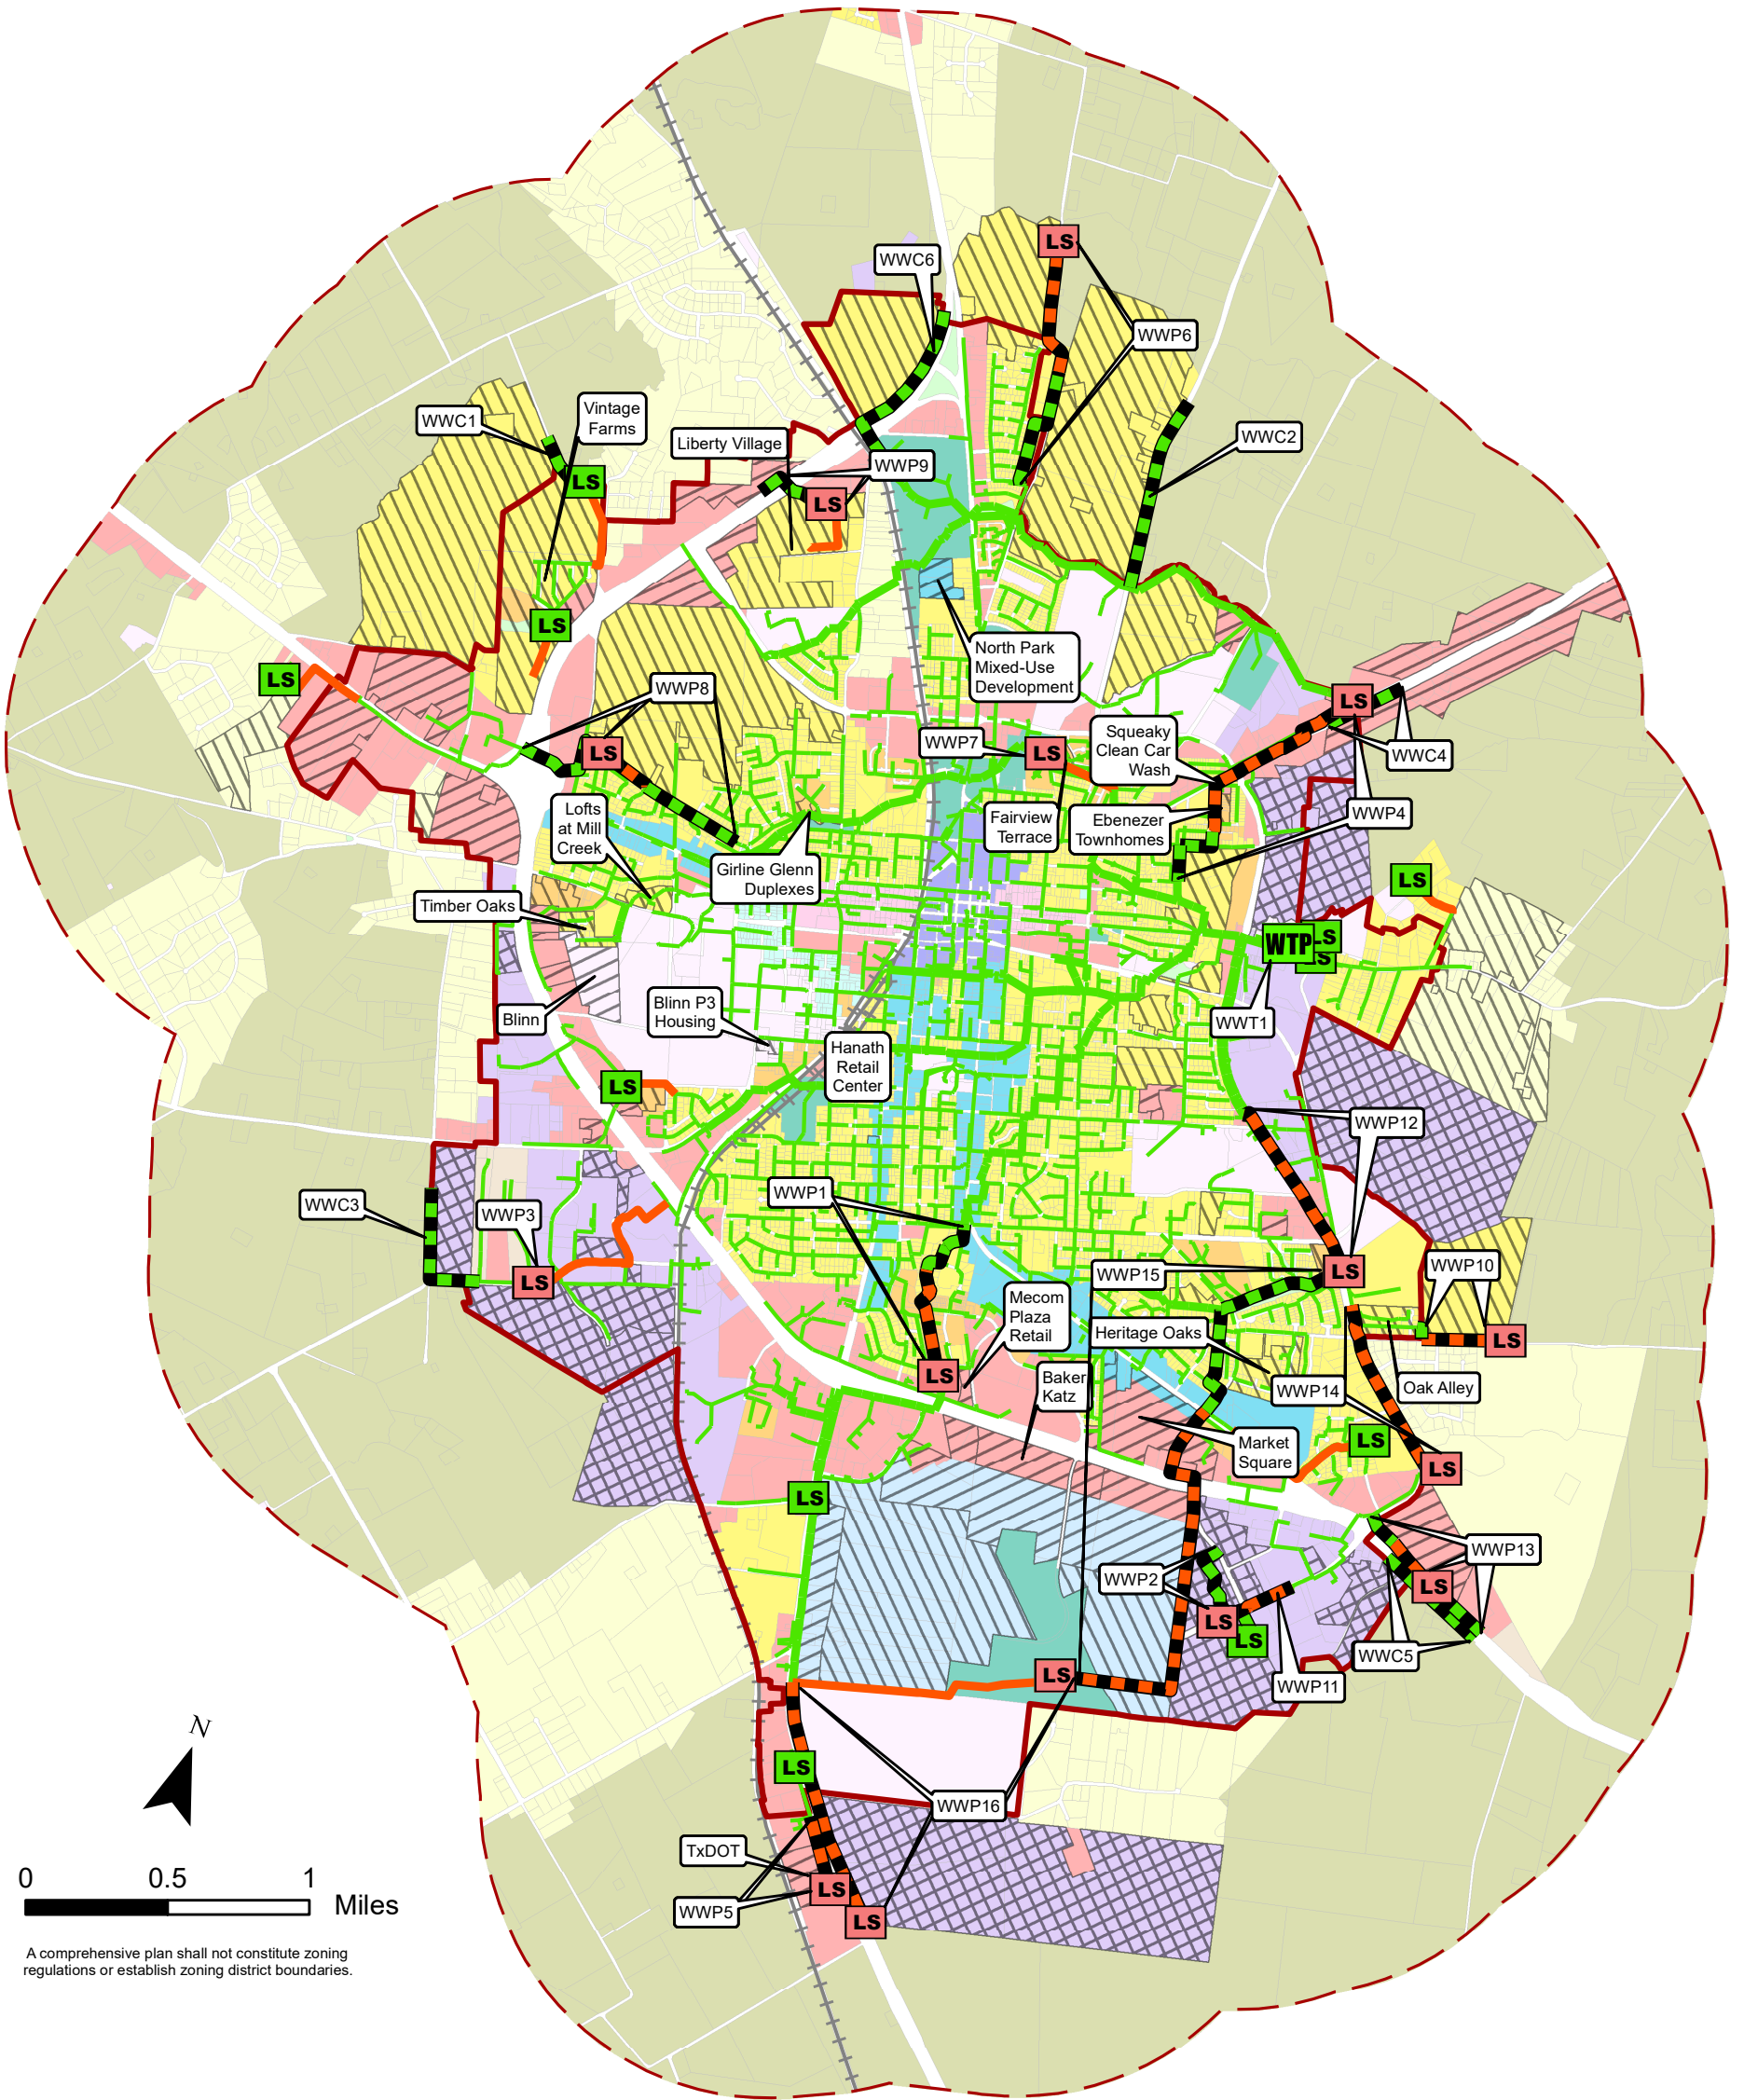 LS
WWC6
WWP6
WWC1
Vintage
Farms
Liberty Village
WWC2
WWP9
LS
LS
LS
North Park
Mixed-Use
Development
LS
WWP8
LS
WWP7
LS
LS
Squeaky
Clean Car
Wash
WWC4
Lofts
at Mill
Creek
Fairview
Terrace
Ebenezer
Townhomes
WWP4
Girline Glenn
Duplexes
LS
Timber Oaks
WTP
LS
LS
Blinn
Blinn P3
Housing
WWT1
Hanath
Retail
Center
LS
WWP12
WWP1
WWC3
WWP3
LS
WWP15
LS
WWP10
Mecom
Plaza
Retail
Heritage Oaks
LS
LS
Baker
Katz
WWP14
Oak Alley
Market
Square
LS
LS
LS
WWP13
WWP2
LS
LS
LS
WWC5
LS
WWP11
N
LS
WWP16
TxDOT
0
0.5
1
Miles
LS
WWP5
LS
A comprehensive plan shall not constitute zoning
regulations or establish zoning district boundaries.